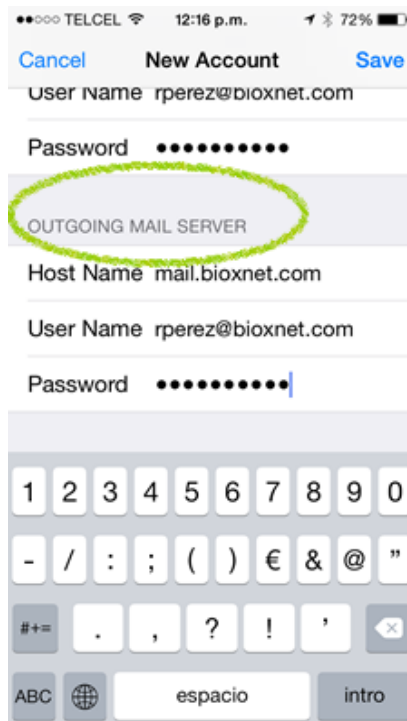 TELCEL 12:16 p.m. 72%
Cancel New Account Save
User Name rperez@bioxnet.com
Password ••••••••••
OUTGOING MAIL SERVER
Host Name mail.bioxnet.com
User Name rperez@bioxnet.com
Password ••••••••••
1 2 3 4 5 6 7 8 9 0
- / : ; ( ) € & @ ”
#+= . , ? ! ’
ABC espacio intro